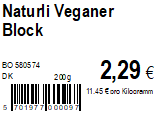 Naturli Veganer
Block
BO 580574
DK
200g
2,29 €
11.45 € pro Kilogramm
5 701977 000097